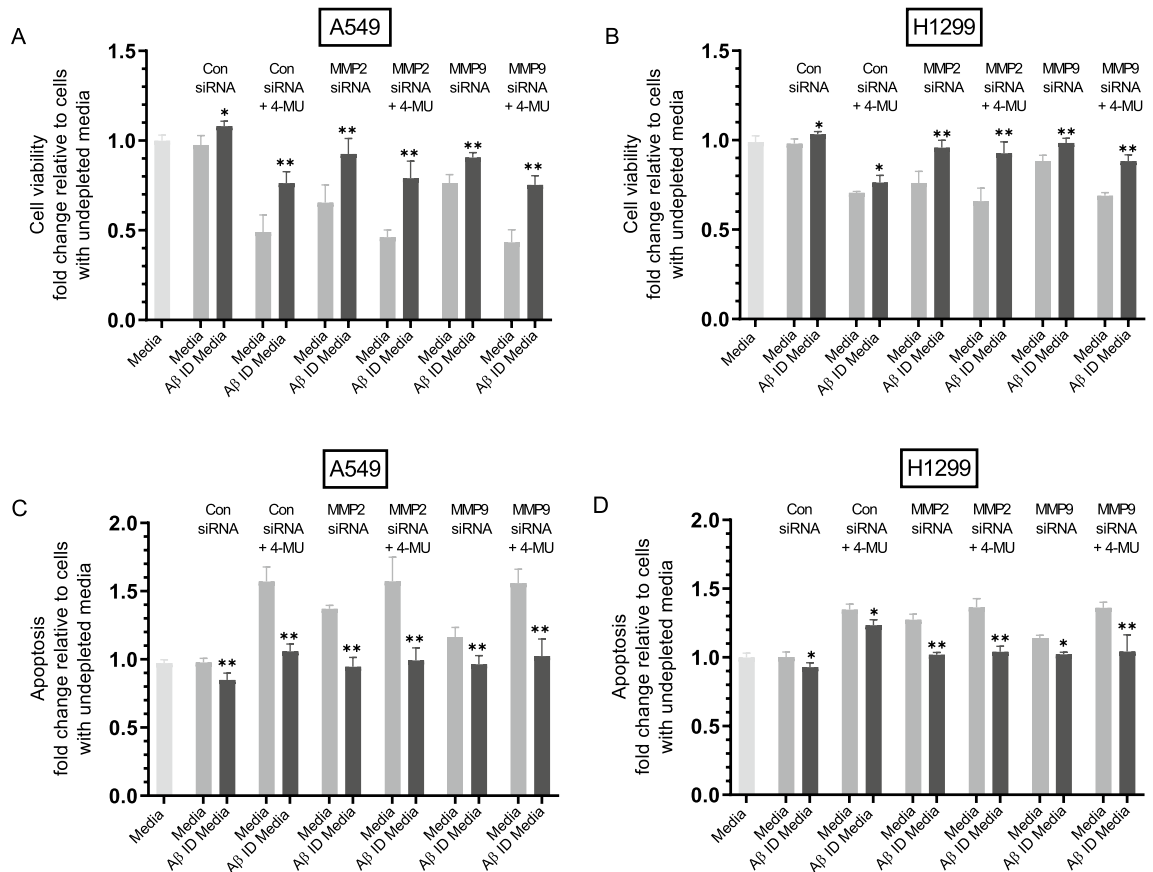 A
A549
Cell viability
fold change relative to cells
with undepleted media
1.5
1.0
0.5
0.0
Con
siRNA
Con
siRNA
+ 4-MU
MMP2
siRNA
MMP2
siRNA
+ 4-MU
MMP9
siRNA
MMP9
siRNA
+ 4-MU
*
**
**
**
**
**
Media
Media
Aβ ID Media
Media
Aβ ID Media
Media
Aβ ID Media
Media
Aβ ID Media
Media
Aβ ID Media
Media
Aβ ID Media
B
H1299
Cell viability
fold change relative to cells
with undepleted media
1.5
1.0
0.5
0.0
Con
siRNA
Con
siRNA
+ 4-MU
MMP2
siRNA
MMP2
siRNA
+ 4-MU
MMP9
siRNA
MMP9
siRNA
+ 4-MU
*
*
**
**
**
**
Media
Media
Aβ ID Media
Media
Aβ ID Media
Media
Aβ ID Media
Media
Aβ ID Media
Media
Aβ ID Media
Media
Aβ ID Media
C
A549
Apoptosis
fold change relative to cells
with undepleted media
2.0
1.5
1.0
0.5
0.0
Con
siRNA
Con
siRNA
+ 4-MU
MMP2
siRNA
MMP2
siRNA
+ 4-MU
MMP9
siRNA
MMP9
siRNA
+ 4-MU
**
**
**
**
**
**
Media
Media
Aβ ID Media
Media
Aβ ID Media
Media
Aβ ID Media
Media
Aβ ID Media
Media
Aβ ID Media
Media
Aβ ID Media
D
H1299
Apoptosis
fold change relative to cells
with undepleted media
2.0
1.5
1.0
0.5
0.0
Con
siRNA
Con
siRNA
+ 4-MU
MMP2
siRNA
MMP2
siRNA
+ 4-MU
MMP9
siRNA
MMP9
siRNA
+ 4-MU
*
*
**
**
*
**
Media
Media
Aβ ID Media
Media
Aβ ID Media
Media
Aβ ID Media
Media
Aβ ID Media
Media
Aβ ID Media
Media
Aβ ID Media